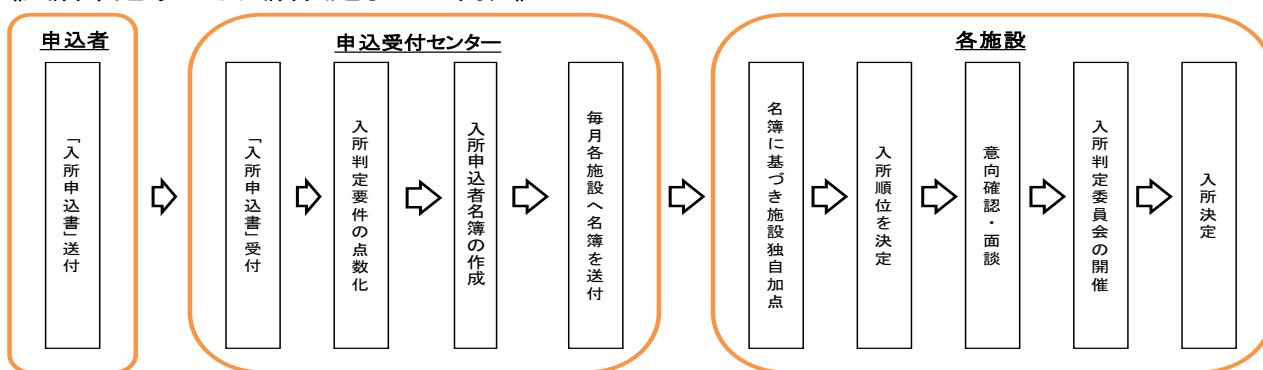 申込者
「入所申込書」送付
申込受付センター
「入所申込書」受付
入所判定要件の点数化
入所申込者名簿の作成
毎月各施設へ名簿を送付
各施設
名簿に基づき施設独自加点
入所順位を決定
意向確認・面談
入所判定委員会の開催
入所決定